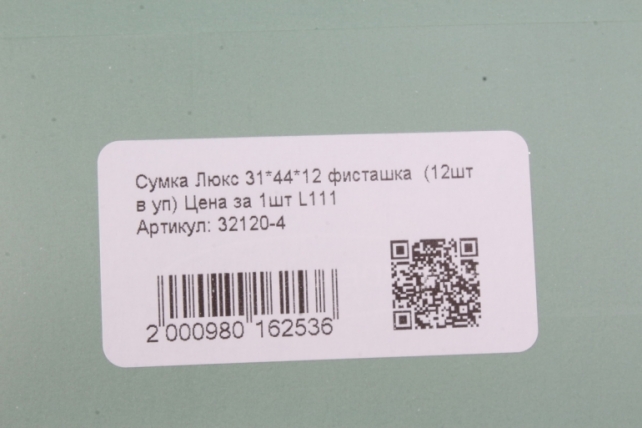 Сумка Люкс 31*44*12 фисташка (12шт
в уп) Цена за 1шт L111
Артикул: 32120-4
2 000980 162536